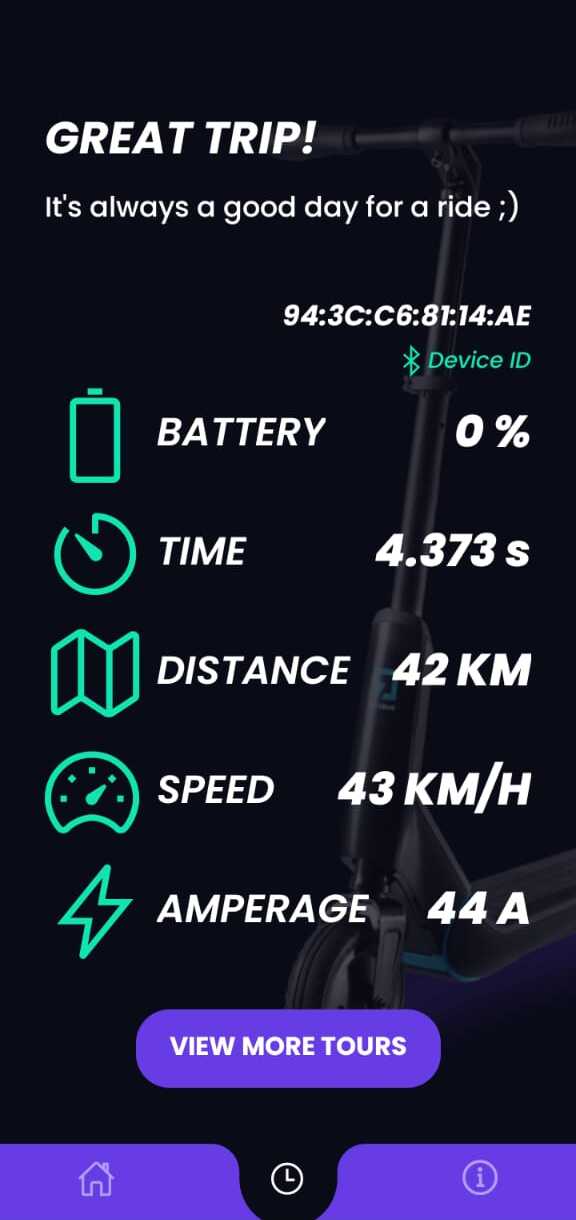 GREAT TRIP!
It's always a good day for a ride ;)
94:3C:C6:81:14:AE
Device ID
BATTERY 0 %
TIME 4.373 s
DISTANCE 42 KM
SPEED 43 KM/H
AMPERAGE 44 A
VIEW MORE TOURS